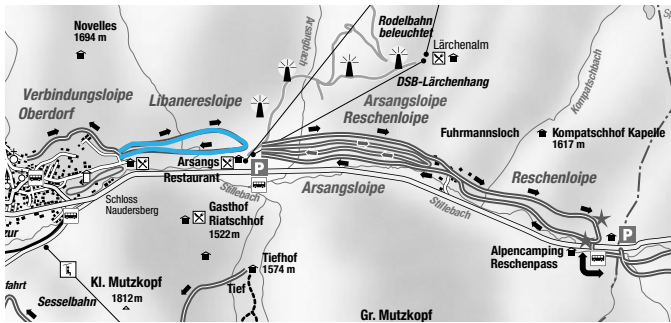 Novelles
1694 m
Arsangbach
Rodelbahn
beleuchtet
Lärchenalm
DSB-Lärchenhang
Kompatschbach
Verbindungsloipe
Oberdorf
Libaneresloipe
Arsangsloipe
Reschenloipe
Fuhrmannsloch
Kompatschhof Kapelle
1617 m
Arsangs
Restaurant
P
Stillebach
Arsangsloipe
Stillebach
Reschenloipe
Schloss
Naudersberg
Gasthof
Riatschhof
1522 m
P
Alpencamping
Reschenpass
zur
Tiefhof
1574 m
Tief
Kl. Mutzkopf
1812 m
fahrt
Sesselbahn
Gr. Mutzkopf